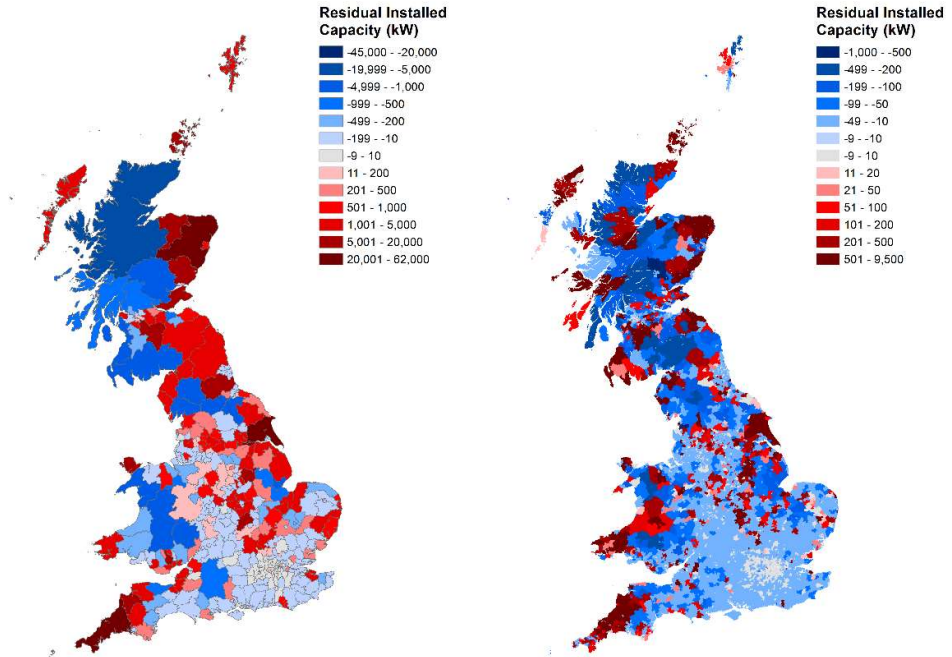 Residual Installed
Capacity (kW)
-45,000 - -20,000
-19,999 - -5,000
-4,999 - -1,000
-999 - -500
-499 - -200
-199 - -10
-9 - 10
11 - 200
201 - 500
501 - 1,000
1,001 - 5,000
5,001 - 20,000
20,001 - 62,000
Residual Installed
Capacity (kW)
-1,000 - -500
-499 - -200
-199 - -100
-99 - -50
-49 - -10
-9 - -10
-9 - 10
11 - 20
21 - 50
51 - 100
101 - 200
201 - 500
501 - 9,500